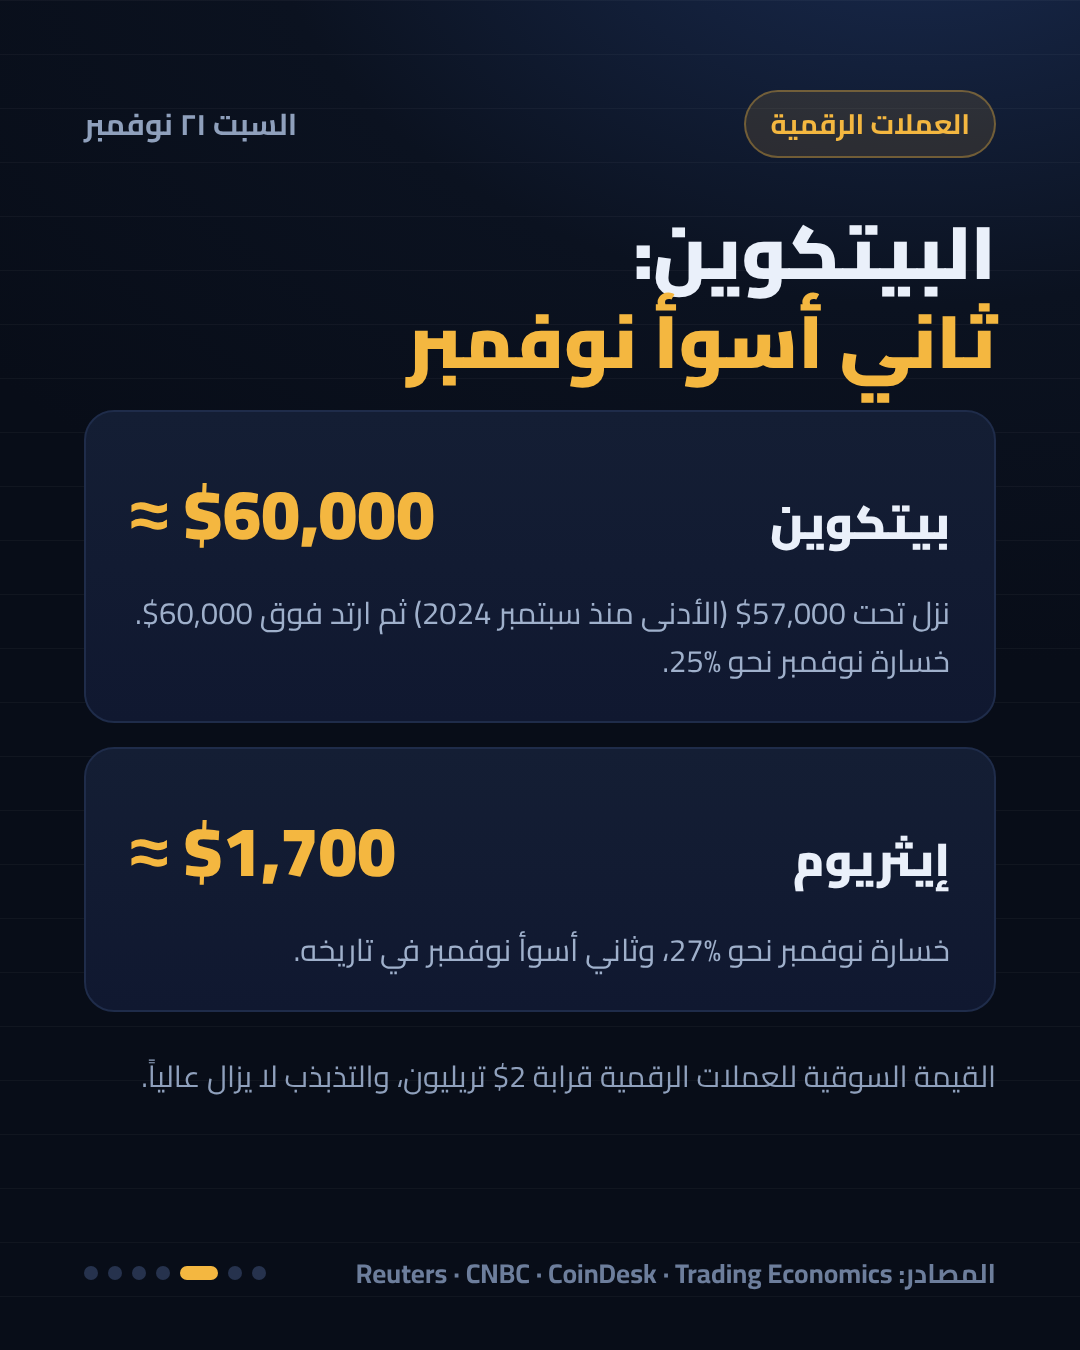 العملات الرقمية
السبت ٢١ نوفمبر
البيتكوين:
ثاني أسوأ نوفمبر
بيتكوين
≈ $60,000
نزل تحت 57,000$ (الأدنى منذ سبتمبر 2024) ثم ارتد فوق 60,000$.
خسارة نوفمبر نحو 25%.
إيثريوم
≈ $1,700
خسارة نوفمبر نحو 27%، وثاني أسوأ نوفمبر في تاريخه.
القيمة السوقية للعملات الرقمية قرابة 2$ تريليون، والتذبذب لا يزال عالياً.
المصادر: Reuters · CNBC · CoinDesk · Trading Economics